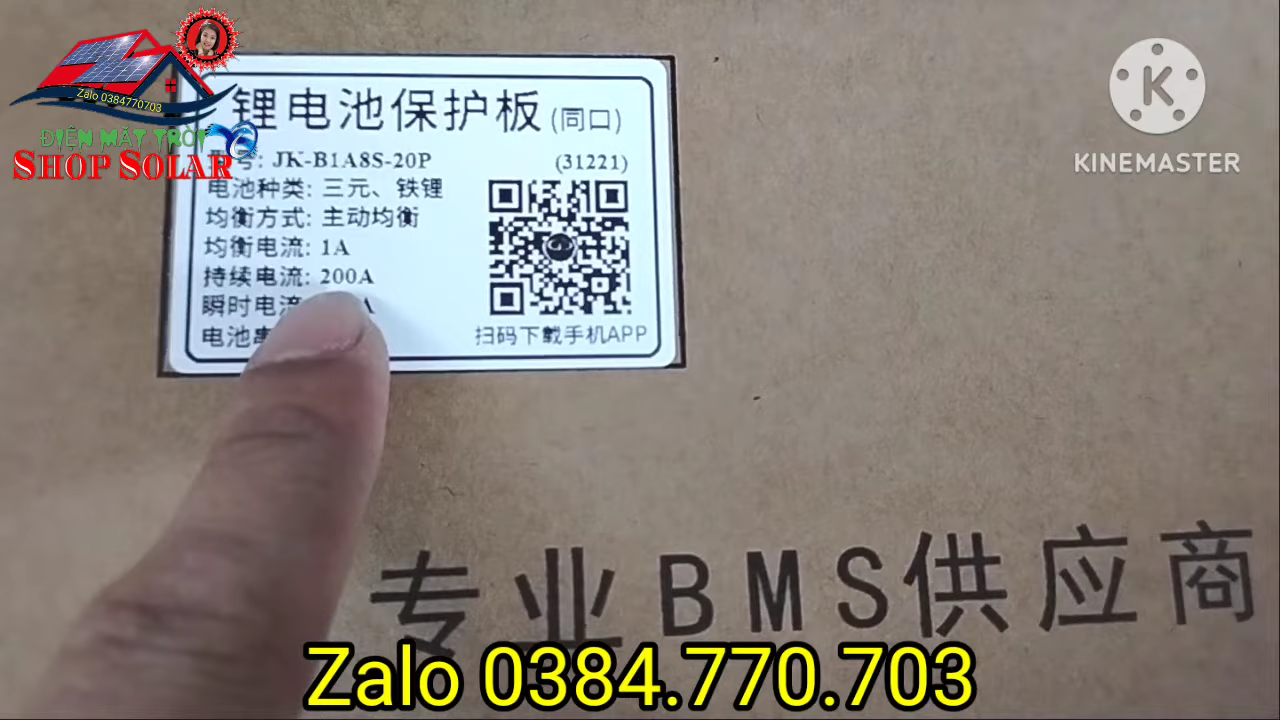 Zalo 0384770703
ĐIỆN MẶT TRỜI
SHOP SOLAR
KINEMASTER
锂电池保护板(同口)
号: JK-B1A8S-20P (31221)
电池种类: 三元、铁锂
均衡方式: 主动均衡
均衡电流: 1A
持续电流: 200A
瞬时电流 A
电池串
扫码下载手机APP
专业BMS供应商
Zalo 0384.770.703